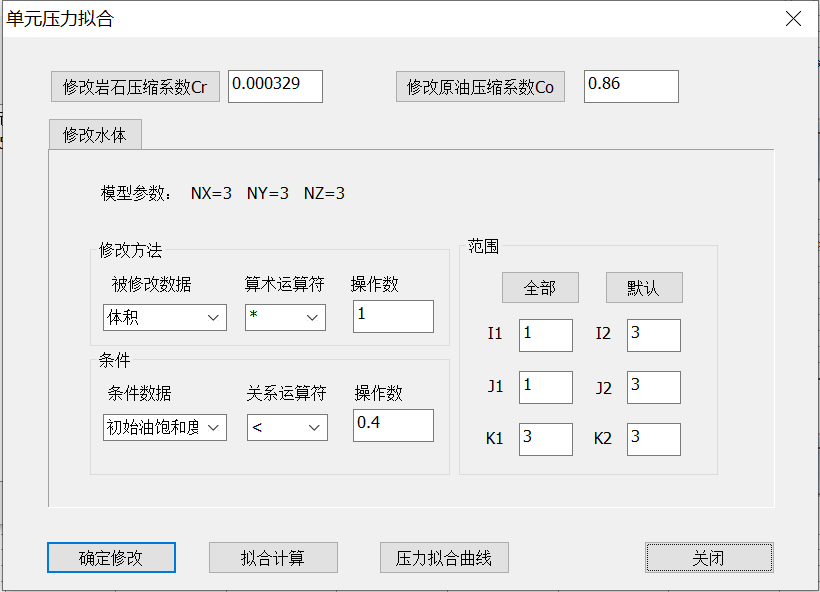 单元压力拟合
修改岩石压缩系数Cr 0.000329 修改原油压缩系数Co 0.86
修改水体
模型参数： NX=3 NY=3 NZ=3
修改方法
被修改数据 算术运算符 操作数
体积 * 1
条件
条件数据 关系运算符 操作数
初始油饱和度 < 0.4
范围
全部 默认
I1 1 I2 3
J1 1 J2 3
K1 3 K2 3
确定修改 拟合计算 压力拟合曲线 关闭